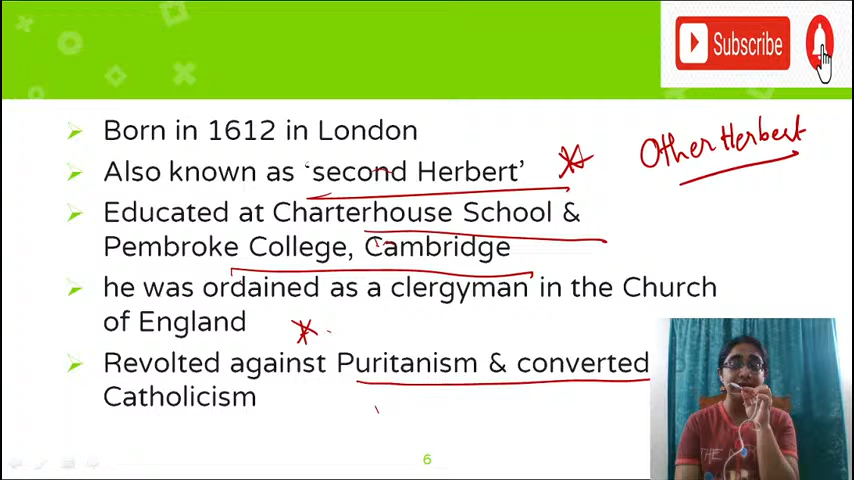 Subscribe
Born in 1612 in London
Other Herbert
Also known as ‘second Herbert’
Educated at Charterhouse School &
Pembroke College, Cambridge
he was ordained as a clergyman in the Church
of England
Revolted against Puritanism & converted
Catholicism
THE
6